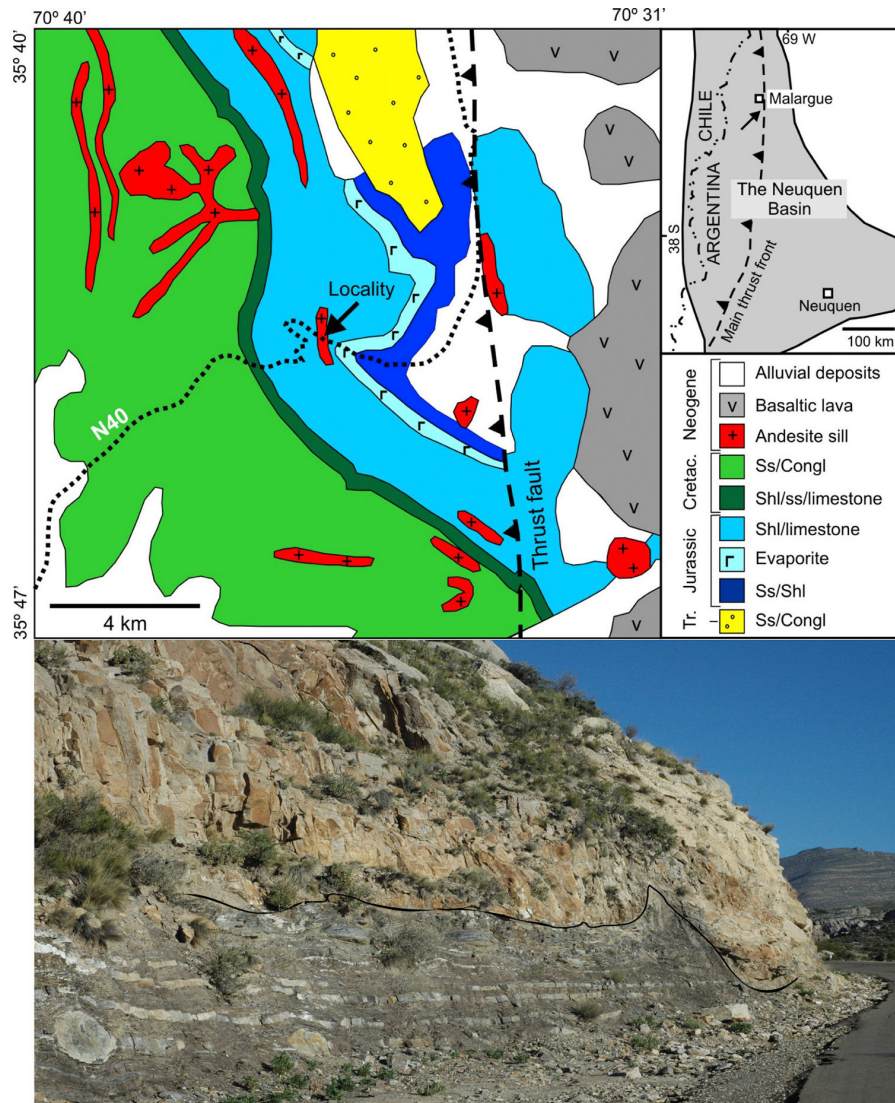 70º 40'
70º 31'
35º 40'
35º 47'
Locality
N40
Thrust fault
4 km
69 W
CHILE
ARGENTINA
Malargue
The Neuquen
Basin
38 S
Main thrust front
Neuquen
100 km
Neogene
Alluvial deposits
v Basaltic lava
+ Andesite sill
Cretac.
Ss/Congl
Shl/ss/limestone
Jurassic
Shl/limestone
Evaporite
Ss/Shl
Tr.
Ss/Congl